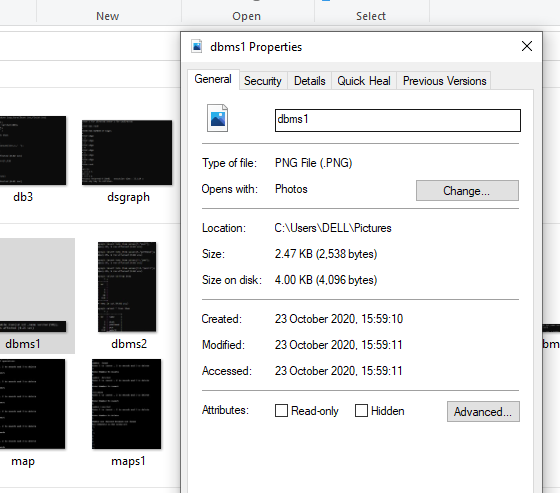 New
Open
Select
dbms1 Properties
General
Security
Details
Quick Heal
Previous Versions
dbms1
Type of file: PNG File (.PNG)
Opens with: Photos
Change...
Location: C:\Users\DELL\Pictures
Size: 2.47 KB (2,538 bytes)
Size on disk: 4.00 KB (4,096 bytes)
Created: 23 October 2020, 15:59:10
Modified: 23 October 2020, 15:59:11
Accessed: 23 October 2020, 15:59:11
Attributes: Read-only Hidden Advanced...
db3
dsgraph
dbms1
dbms2
map
maps1